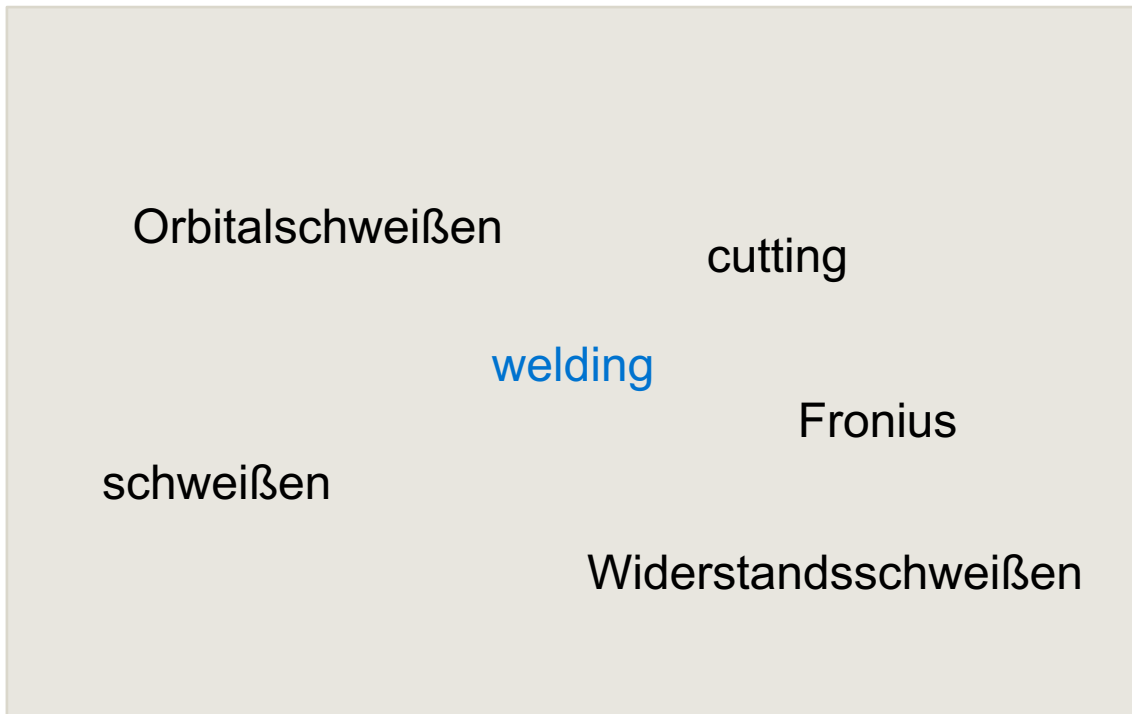 Orbitalschweißen
cutting
welding
Fronius
schweißen
Widerstandsschweißen